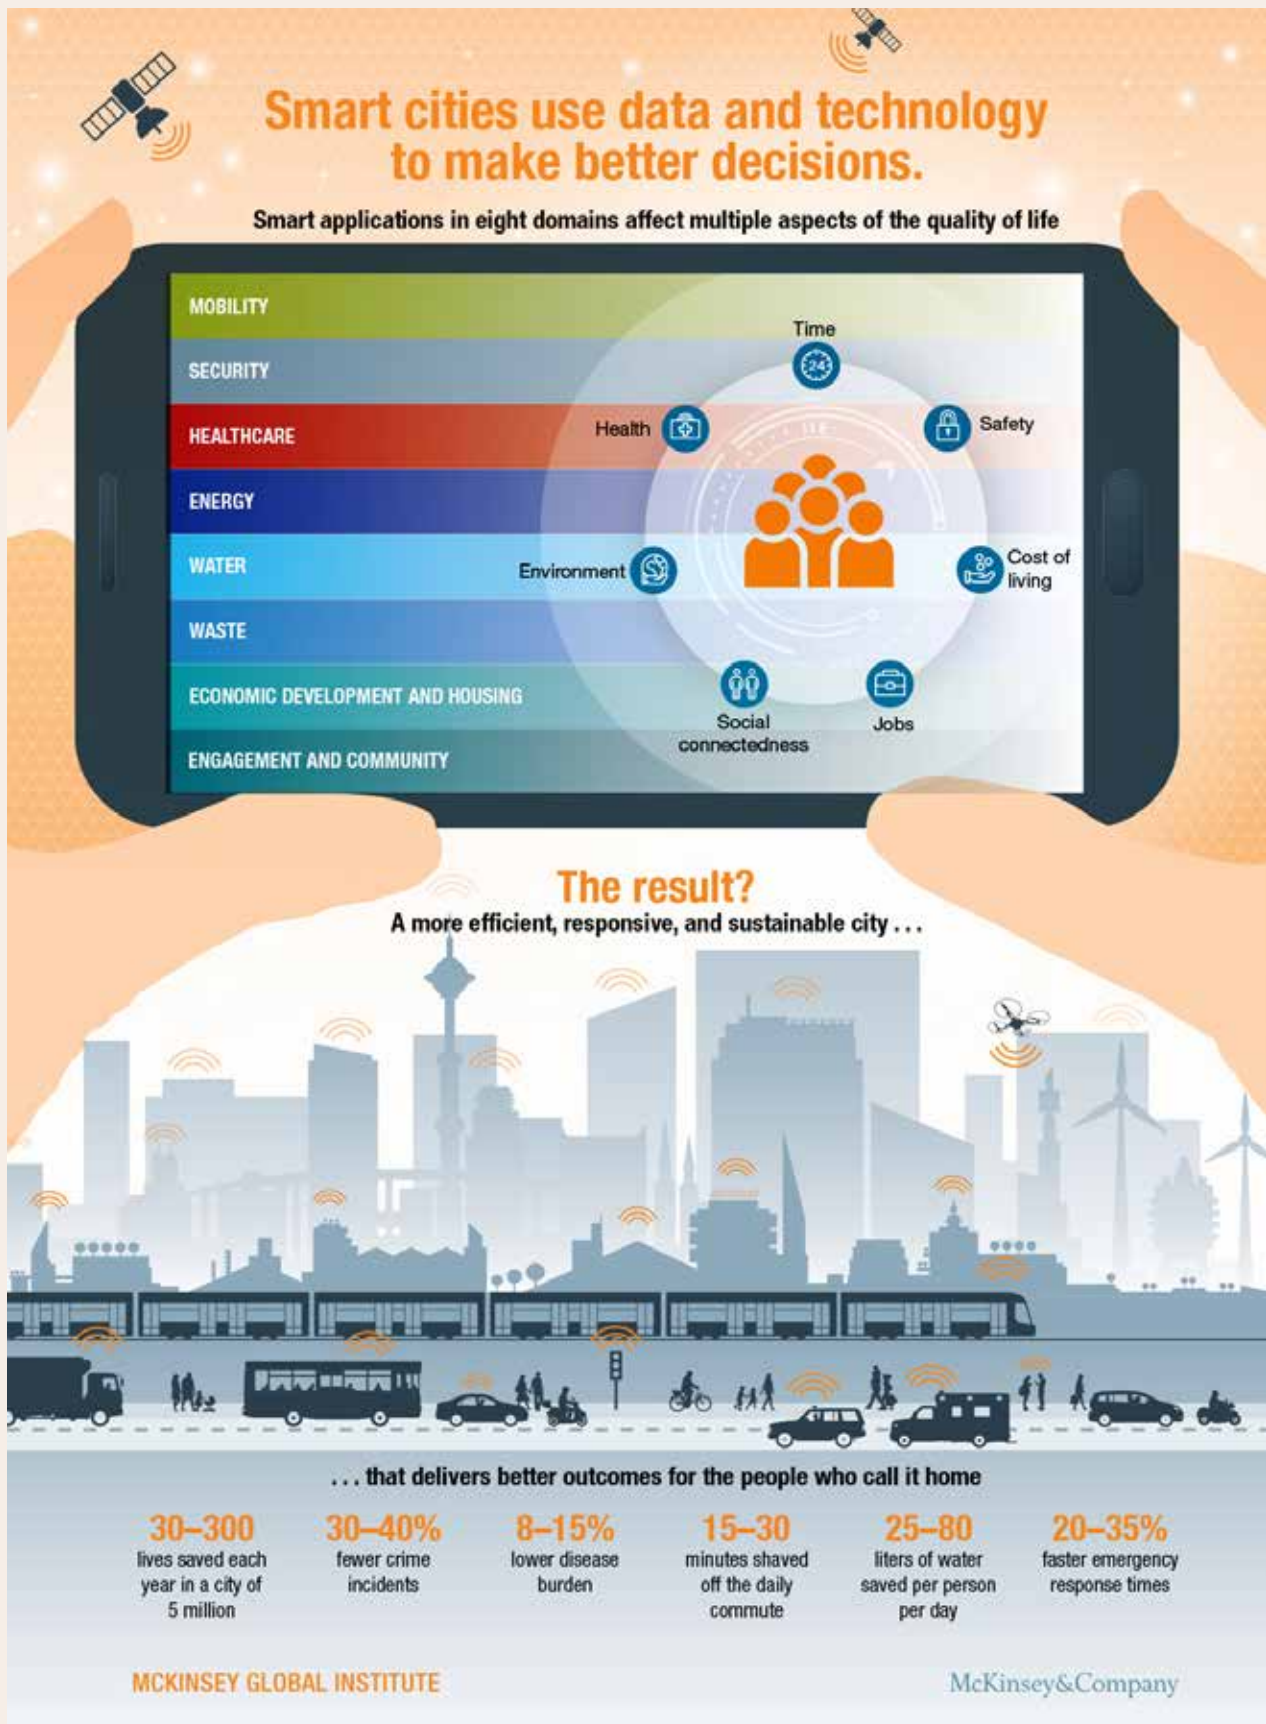 Smart cities use data and technology
to make better decisions.
Smart applications in eight domains affect multiple aspects of the quality of life
MOBILITY
SECURITY
HEALTHCARE
ENERGY
WATER
WASTE
ECONOMIC DEVELOPMENT AND HOUSING
ENGAGEMENT AND COMMUNITY
Time
24
Health
Safety
Environment
Cost of
living
Social
connectedness
Jobs
The result?
A more efficient, responsive, and sustainable city . . .
. . . that delivers better outcomes for the people who call it home
30–300
lives saved each
year in a city of
5 million
30–40%
fewer crime
incidents
8–15%
lower disease
burden
15–30
minutes shaved
off the daily
commute
25–80
liters of water
saved per person
per day
20–35%
faster emergency
response times
MCKINSEY GLOBAL INSTITUTE
McKinsey&Company